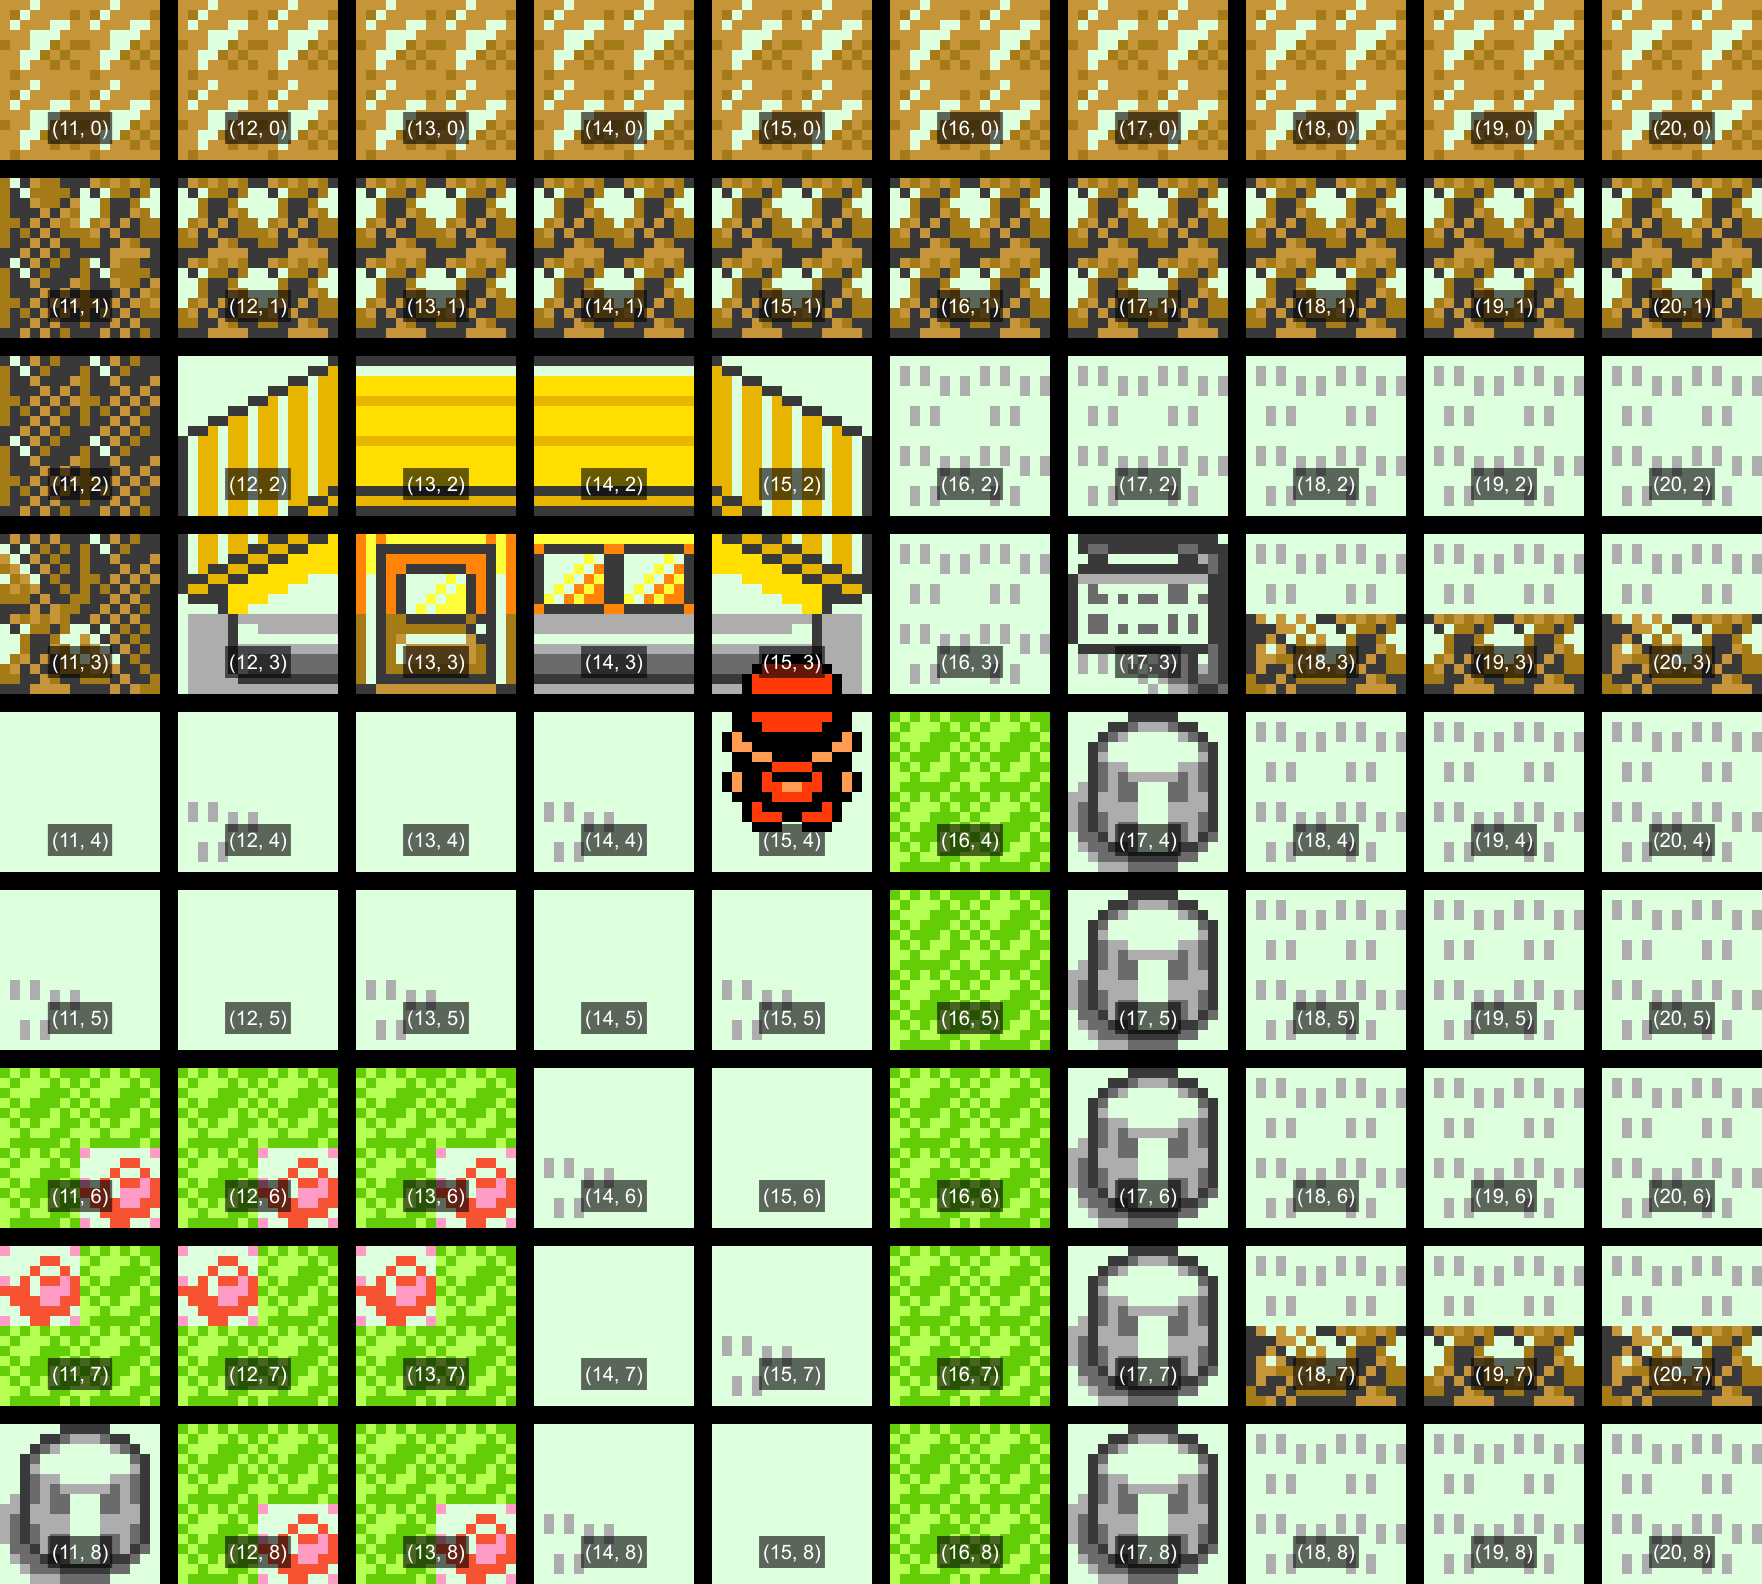 (11, 0) (12, 0) (13, 0) (14, 0) (15, 0) (16, 0) (17, 0) (18, 0) (19, 0) (20, 0)
(11, 1) (12, 1) (13, 1) (14, 1) (15, 1) (16, 1) (17, 1) (18, 1) (19, 1) (20, 1)
(11, 2) (12, 2) (13, 2) (14, 2) (15, 2) (16, 2) (17, 2) (18, 2) (19, 2) (20, 2)
(11, 3) (12, 3) (13, 3) (14, 3) (15, 3) (16, 3) (17, 3) (18, 3) (19, 3) (20, 3)
(11, 4) (12, 4) (13, 4) (14, 4) (15, 4) (16, 4) (17, 4) (18, 4) (19, 4) (20, 4)
(11, 5) (12, 5) (13, 5) (14, 5) (15, 5) (16, 5) (17, 5) (18, 5) (19, 5) (20, 5)
(11, 6) (12, 6) (13, 6) (14, 6) (15, 6) (16, 6) (17, 6) (18, 6) (19, 6) (20, 6)
(11, 7) (12, 7) (13, 7) (14, 7) (15, 7) (16, 7) (17, 7) (18, 7) (19, 7) (20, 7)
(11, 8) (12, 8) (13, 8) (14, 8) (15, 8) (16, 8) (17, 8) (18, 8) (19, 8) (20, 8)